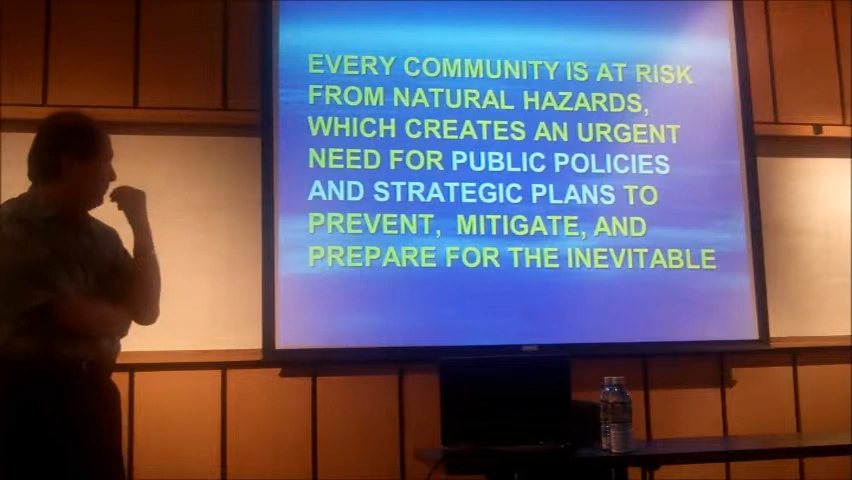 EVERY COMMUNITY IS AT RISK
FROM NATURAL HAZARDS,
WHICH CREATES AN URGENT
NEED FOR PUBLIC POLICIES
AND STRATEGIC PLANS TO
PREVENT, MITIGATE, AND
PREPARE FOR THE INEVITABLE